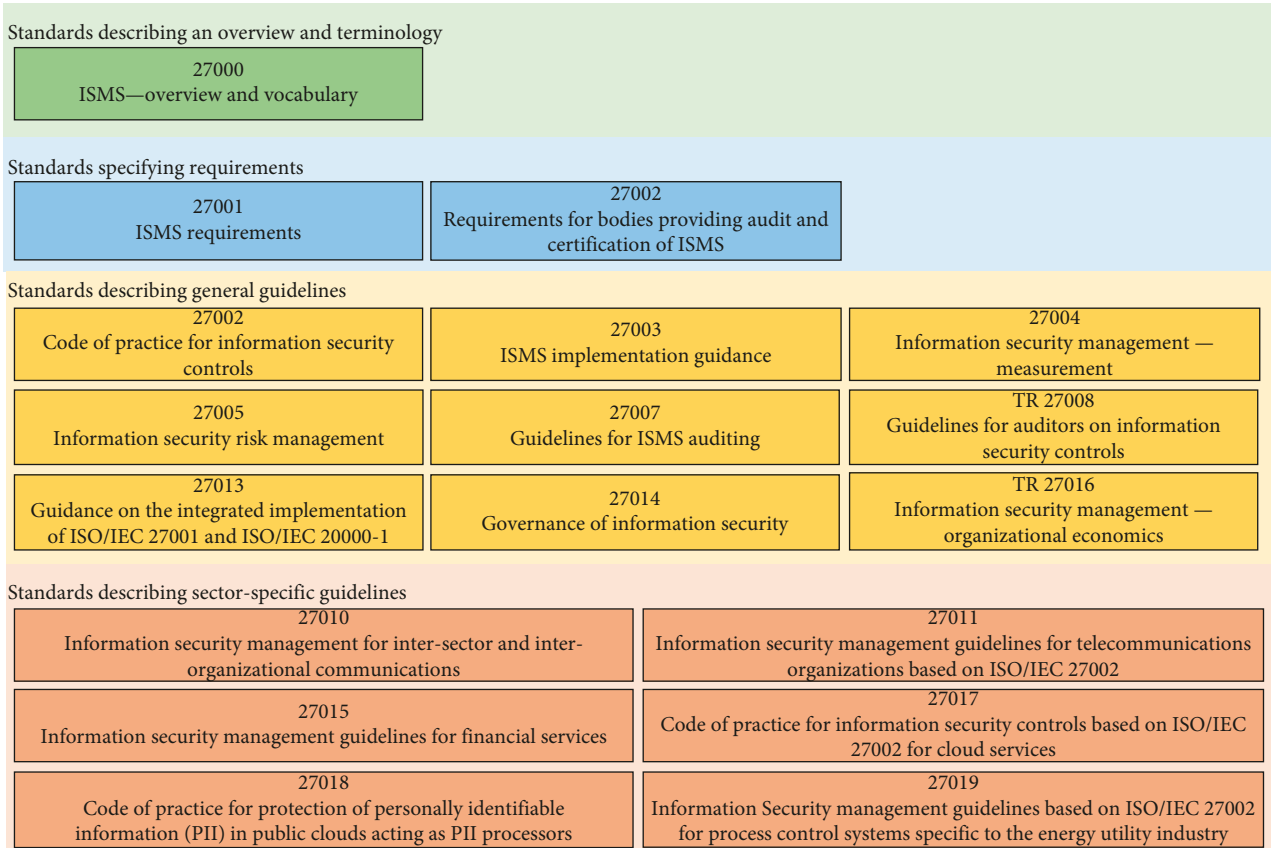 Standards describing an overview and terminology
27000
ISMS—overview and vocabulary
Standards specifying requirements
27001
ISMS requirements
27002
Requirements for bodies providing audit and
certification of ISMS
Standards describing general guidelines
27002
Code of practice for information security
controls
27003
ISMS implementation guidance
27004
Information security management —
measurement
27005
Information security risk management
27007
Guidelines for ISMS auditing
TR 27008
Guidelines for auditors on information
security controls
27013
Guidance on the integrated implementation
of ISO/IEC 27001 and ISO/IEC 20000-1
27014
Governance of information security
TR 27016
Information security management —
organizational economics
Standards describing sector-specific guidelines
27010
Information security management for inter-sector and inter-
organizational communications
27011
Information security management guidelines for telecommunications
organizations based on ISO/IEC 27002
27015
Information security management guidelines for financial services
27017
Code of practice for information security controls based on ISO/IEC
27002 for cloud services
27018
Code of practice for protection of personally identifiable
information (PII) in public clouds acting as PII processors
27019
Information Security management guidelines based on ISO/IEC 27002
for process control systems specific to the energy utility industry